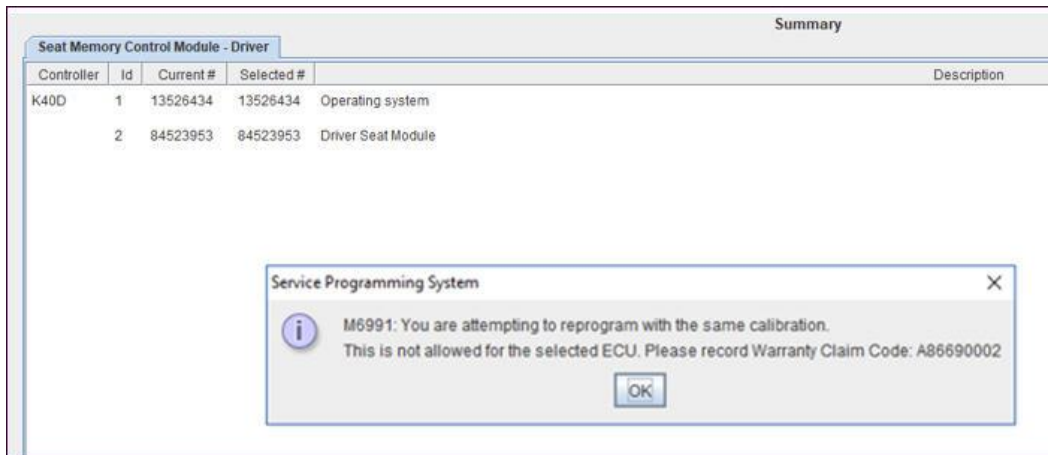 Summary
Seat Memory Control Module - Driver
Controller Id Current # Selected # Description
K40D 1 13526434 13526434 Operating system
2 84523953 84523953 Driver Seat Module
Service Programming System
M6991: You are attempting to reprogram with the same calibration.
This is not allowed for the selected ECU. Please record Warranty Claim Code: A86690002
OK